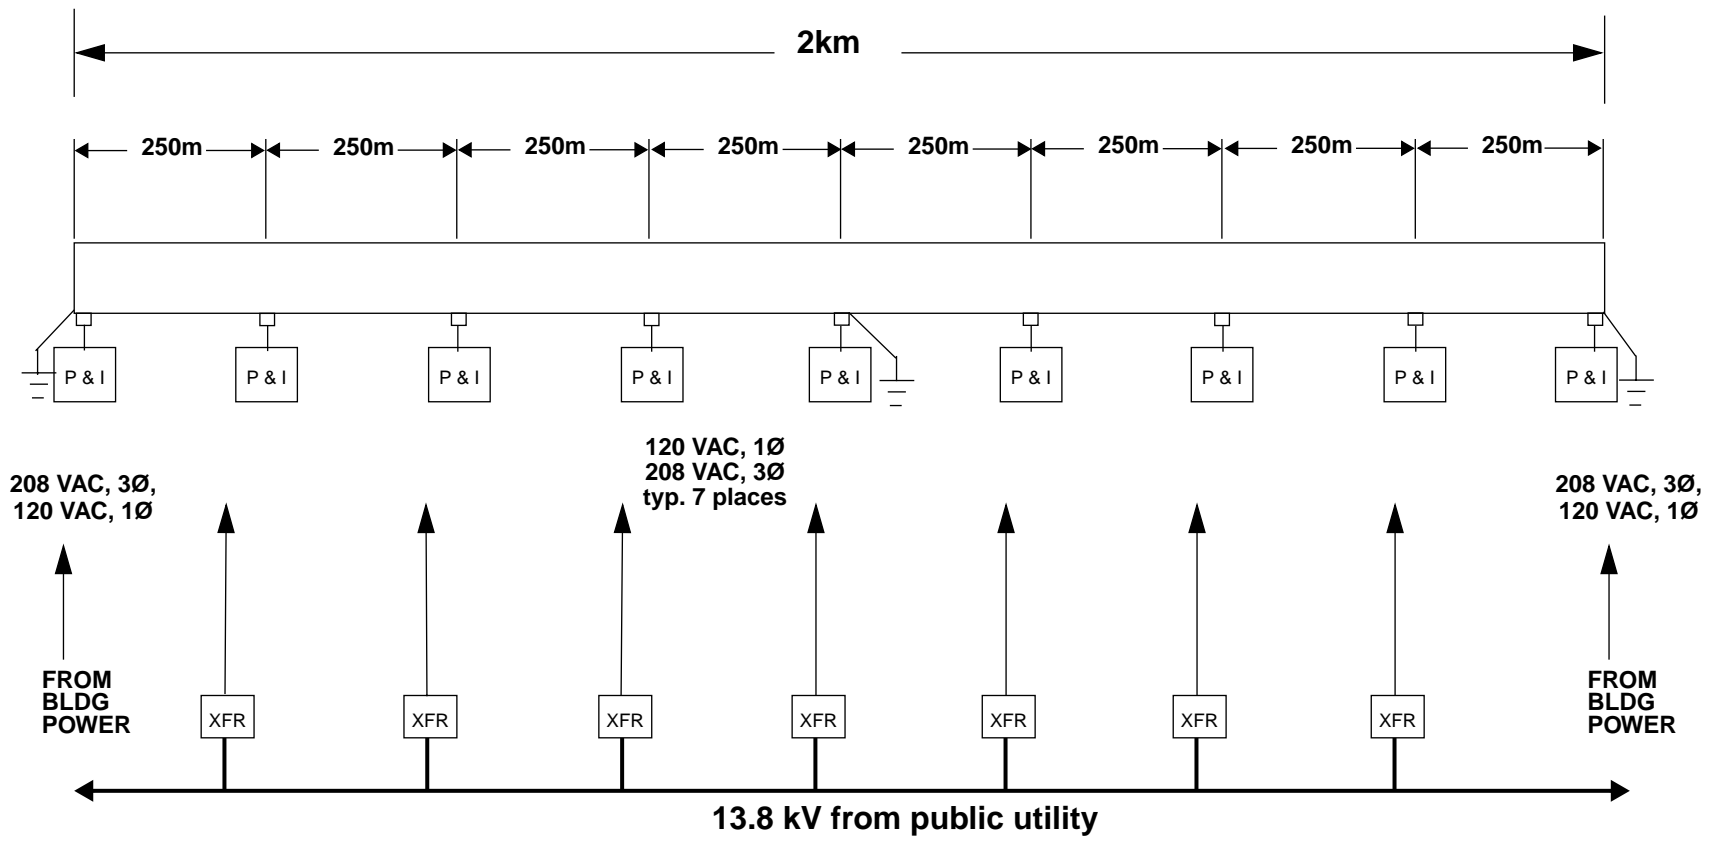 2km
250m 250m 250m 250m 250m 250m 250m 250m
P & I P & I P & I P & I P & I P & I P & I P & I P & I
120 VAC, 1Ø
208 VAC, 3Ø
typ. 7 places
208 VAC, 3Ø,
120 VAC, 1Ø
208 VAC, 3Ø,
120 VAC, 1Ø
FROM
BLDG
POWER
FROM
BLDG
POWER
XFR XFR XFR XFR XFR XFR XFR
13.8 kV from public utility